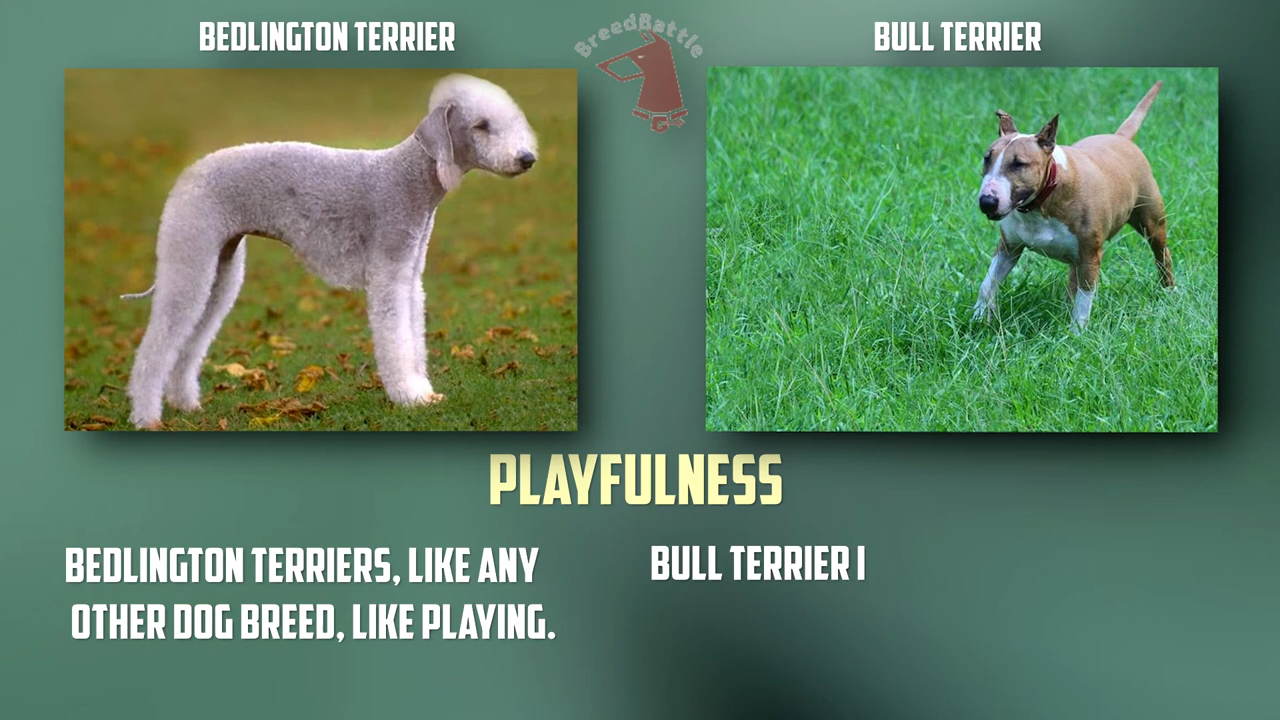 BEDLINGTON TERRIER
BreedBattle
BULL TERRIER
PLAYFULNESS
BEDLINGTON TERRIERS, LIKE ANY
OTHER DOG BREED, LIKE PLAYING.
BULL TERRIER I